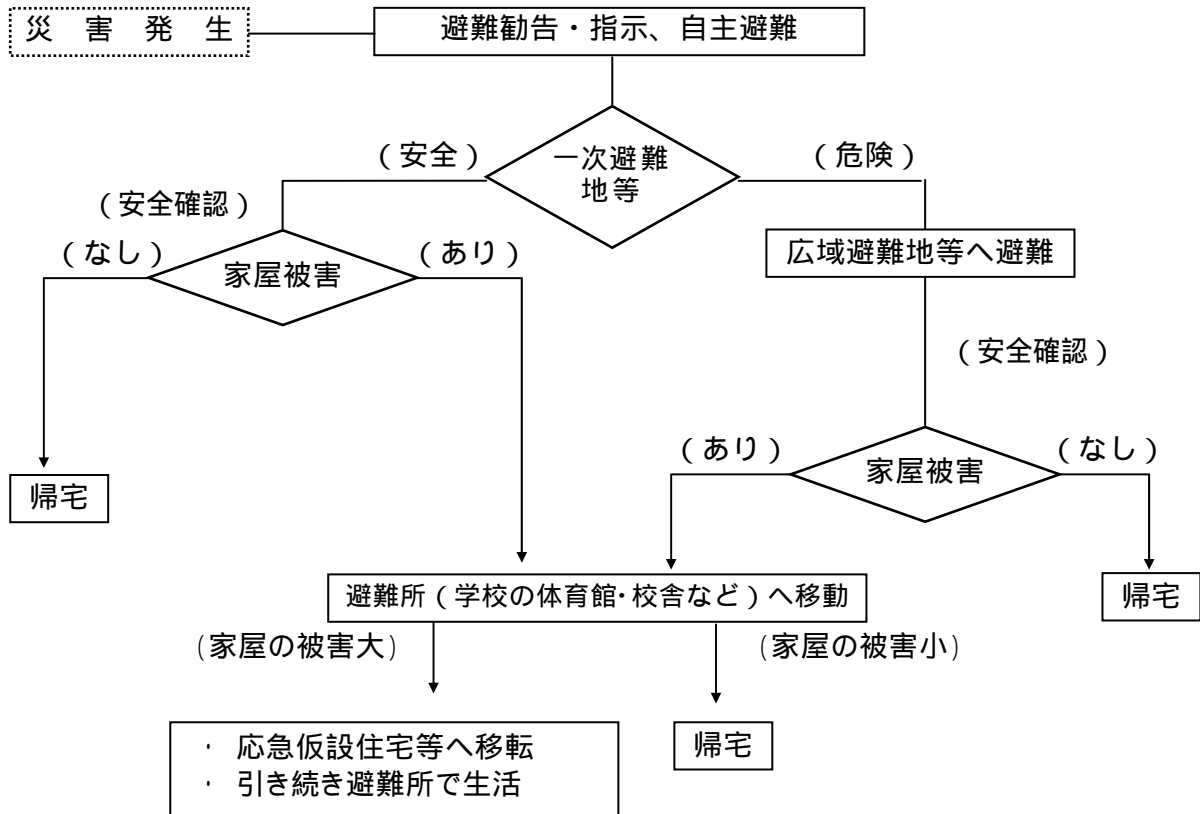 災害発生
避難勧告・指示、自主避難
一次避難
地等
（安全）
（危険）
（安全確認）
（なし）
家屋被害
（あり）
広域避難地等へ避難
（安全確認）
（あり）
家屋被害
（なし）
帰宅
避難所（学校の体育館・校舎など）へ移動
帰宅
(家屋の被害大)
(家屋の被害小)
・ 応急仮設住宅等へ移転
・ 引き続き避難所で生活
帰宅